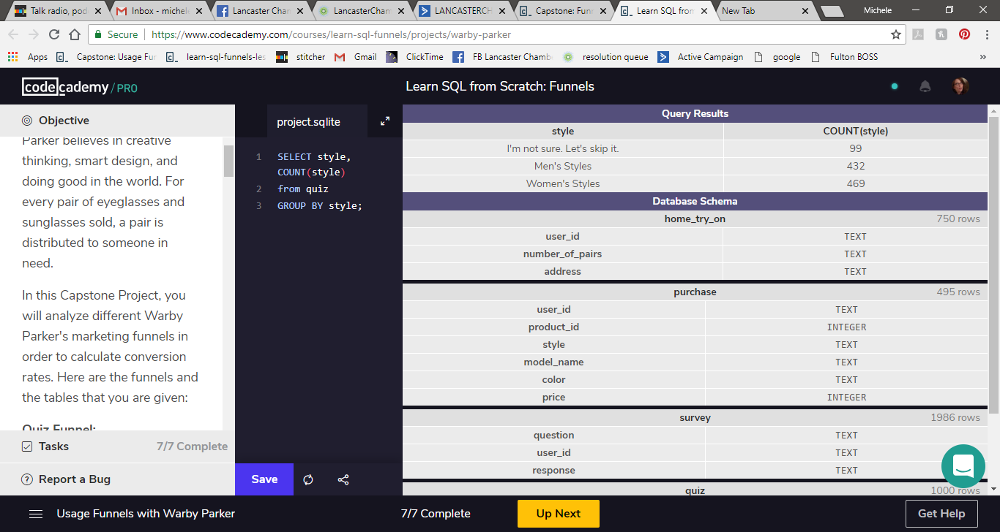 Talk radio, pod
Inbox - michele
Lancaster Chan
LancasterCham
LANCASTERCH
Capstone: Funn
Learn SQL from
New Tab
Michele
Secure https://www.codecademy.com/courses/learn-sql-funnels/projects/warby-parker
Apps Capstone: Usage Fu learn-sql-funnels-les stitcher Gmail ClickTime FB Lancaster Chamb resolution queue Active Campaign google Fulton BOSS »
codecademy / PRO
Learn SQL from Scratch: Funnels
Objective
Parker believes in creative
thinking, smart design, and
doing good in the world. For
every pair of eyeglasses and
sunglasses sold, a pair is
distributed to someone in
need.
In this Capstone Project, you
will analyze different Warby
Parker's marketing funnels in
order to calculate conversion
rates. Here are the funnels and
the tables that you are given:
Quiz Funnel:
Tasks 7/7 Complete
Report a Bug
project.sqlite
1 SELECT style,
COUNT(style)
2 from quiz
3 GROUP BY style;
Save
Query Results
style COUNT(style)
I'm not sure. Let's skip it. 99
Men's Styles 432
Women's Styles 469
Database Schema
home_try_on 750 rows
user_id TEXT
number_of_pairs TEXT
address TEXT
purchase 495 rows
user_id TEXT
product_id INTEGER
style TEXT
model_name TEXT
color TEXT
price INTEGER
survey 1986 rows
question TEXT
user_id TEXT
response TEXT
quiz 1000 rows
Usage Funnels with Warby Parker
7/7 Complete
Up Next
Get Help